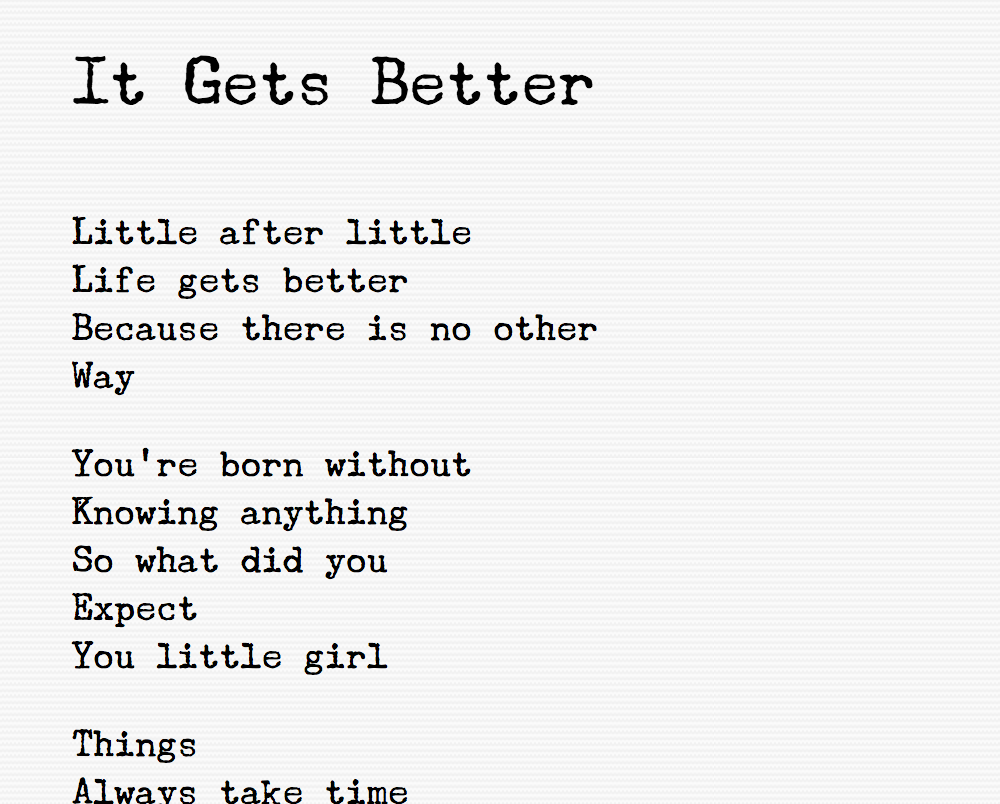 It Gets Better
Little after little
Life gets better
Because there is no other
Way
You're born without
Knowing anything
So what did you
Expect
You little girl
Things
Always take time